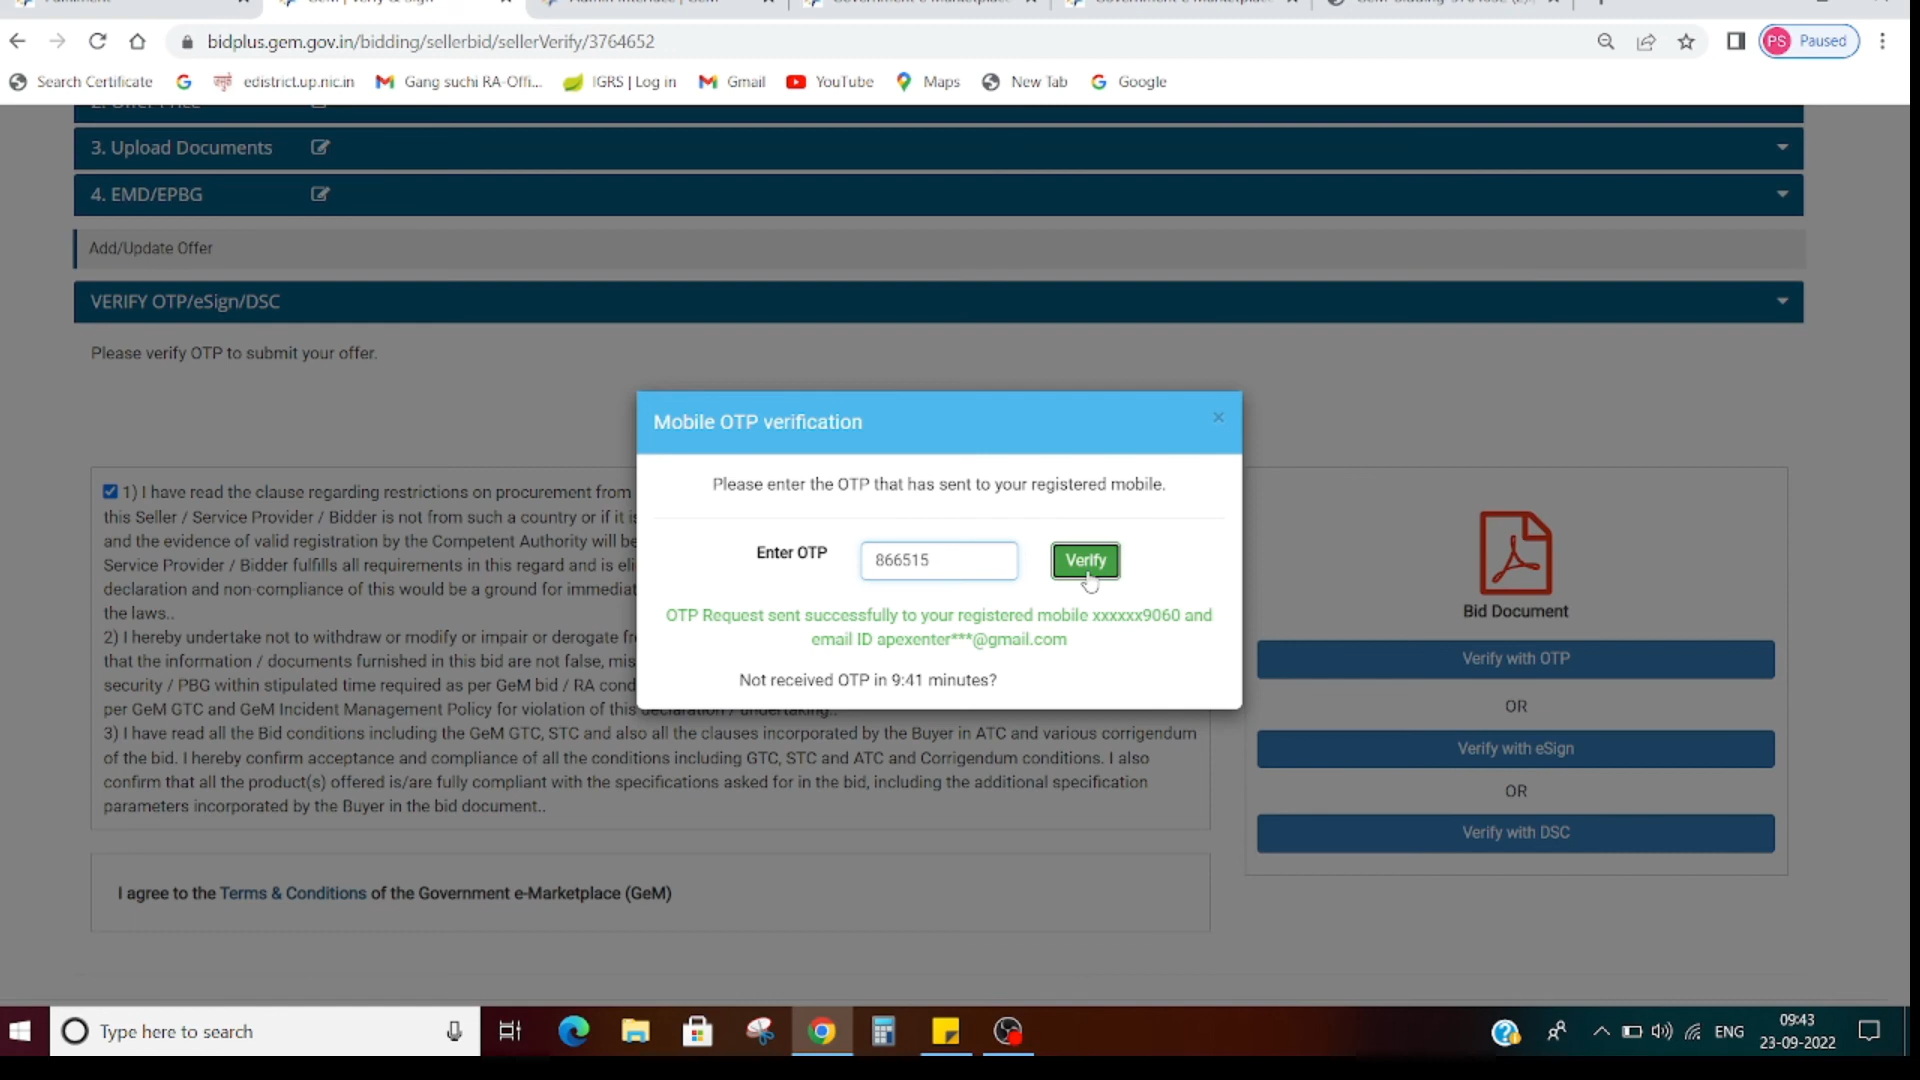 bidplus.gem.gov.in/bidding/sellerbid/sellerVerify/3764652
PS Paused
Search Certificate
edistrict.up.nic.in
Gang suchi RA-Offi...
IGRS | Log in
Gmail
YouTube
Maps
New Tab
Google
2. Offer Price
3. Upload Documents
4. EMD/EPBG
Add/Update Offer
VERIFY OTP/eSign/DSC
Please verify OTP to submit your offer.
Mobile OTP verification
×
Please enter the OTP that has sent to your registered mobile.
Enter OTP
866515
Verify
OTP Request sent successfully to your registered mobile xxxxxx9060 and
email ID apexenter***@gmail.com
Not received OTP in 9:41 minutes?
1) I have read the clause regarding restrictions on procurement from
this Seller / Service Provider / Bidder is not from such a country or if it is
and the evidence of valid registration by the Competent Authority will be
Service Provider / Bidder fulfills all requirements in this regard and is
declaration and non-compliance of this would be a ground for
the laws..
2) I hereby undertake not to withdraw or modify or impair or derogate
that the information / documents furnished in this bid are not false,
security / PBG within stipulated time required as per GeM bid / RA
per GeM GTC and GeM Incident Management Policy for violation of this declaration / undertaking..
3) I have read all the Bid conditions including the GeM GTC, STC and also all the clauses incorporated by the Buyer in ATC and various corrigendum
of the bid. I hereby confirm acceptance and compliance of all the conditions including GTC, STC and ATC and Corrigendum conditions. I also
confirm that all the product(s) offered is/are fully compliant with the specifications asked for in the bid, including the additional specification
parameters incorporated by the Buyer in the bid document..
Bid Document
Verify with OTP
OR
Verify with eSign
OR
Verify with DSC
I agree to the Terms & Conditions of the Government e-Marketplace (GeM)
Type here to search
ENG
09:43
23-09-2022